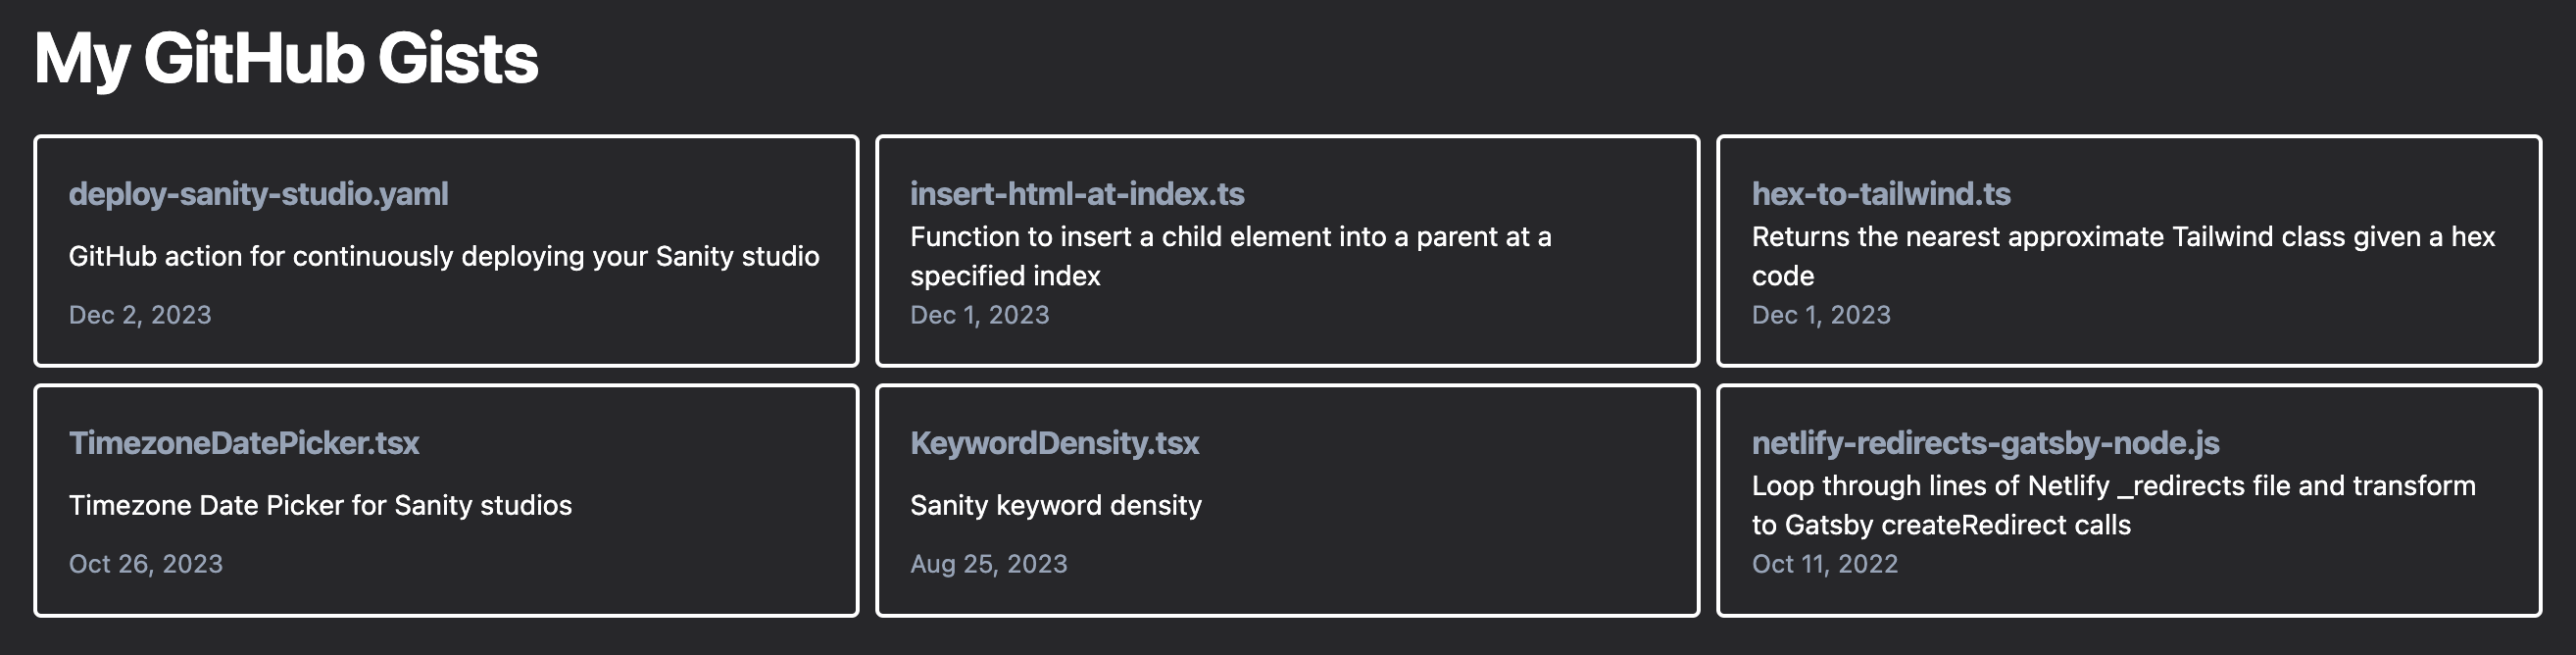 My GitHub Gists
deploy-sanity-studio.yaml
GitHub action for continuously deploying your Sanity studio
Dec 2, 2023
insert-html-at-index.ts
Function to insert a child element into a parent at a
specified index
Dec 1, 2023
hex-to-tailwind.ts
Returns the nearest approximate Tailwind class given a hex
code
Dec 1, 2023
TimezoneDatePicker.tsx
Timezone Date Picker for Sanity studios
Oct 26, 2023
KeywordDensity.tsx
Sanity keyword density
Aug 25, 2023
netlify-redirects-gatsby-node.js
Loop through lines of Netlify _redirects file and transform
to Gatsby createRedirect calls
Oct 11, 2022